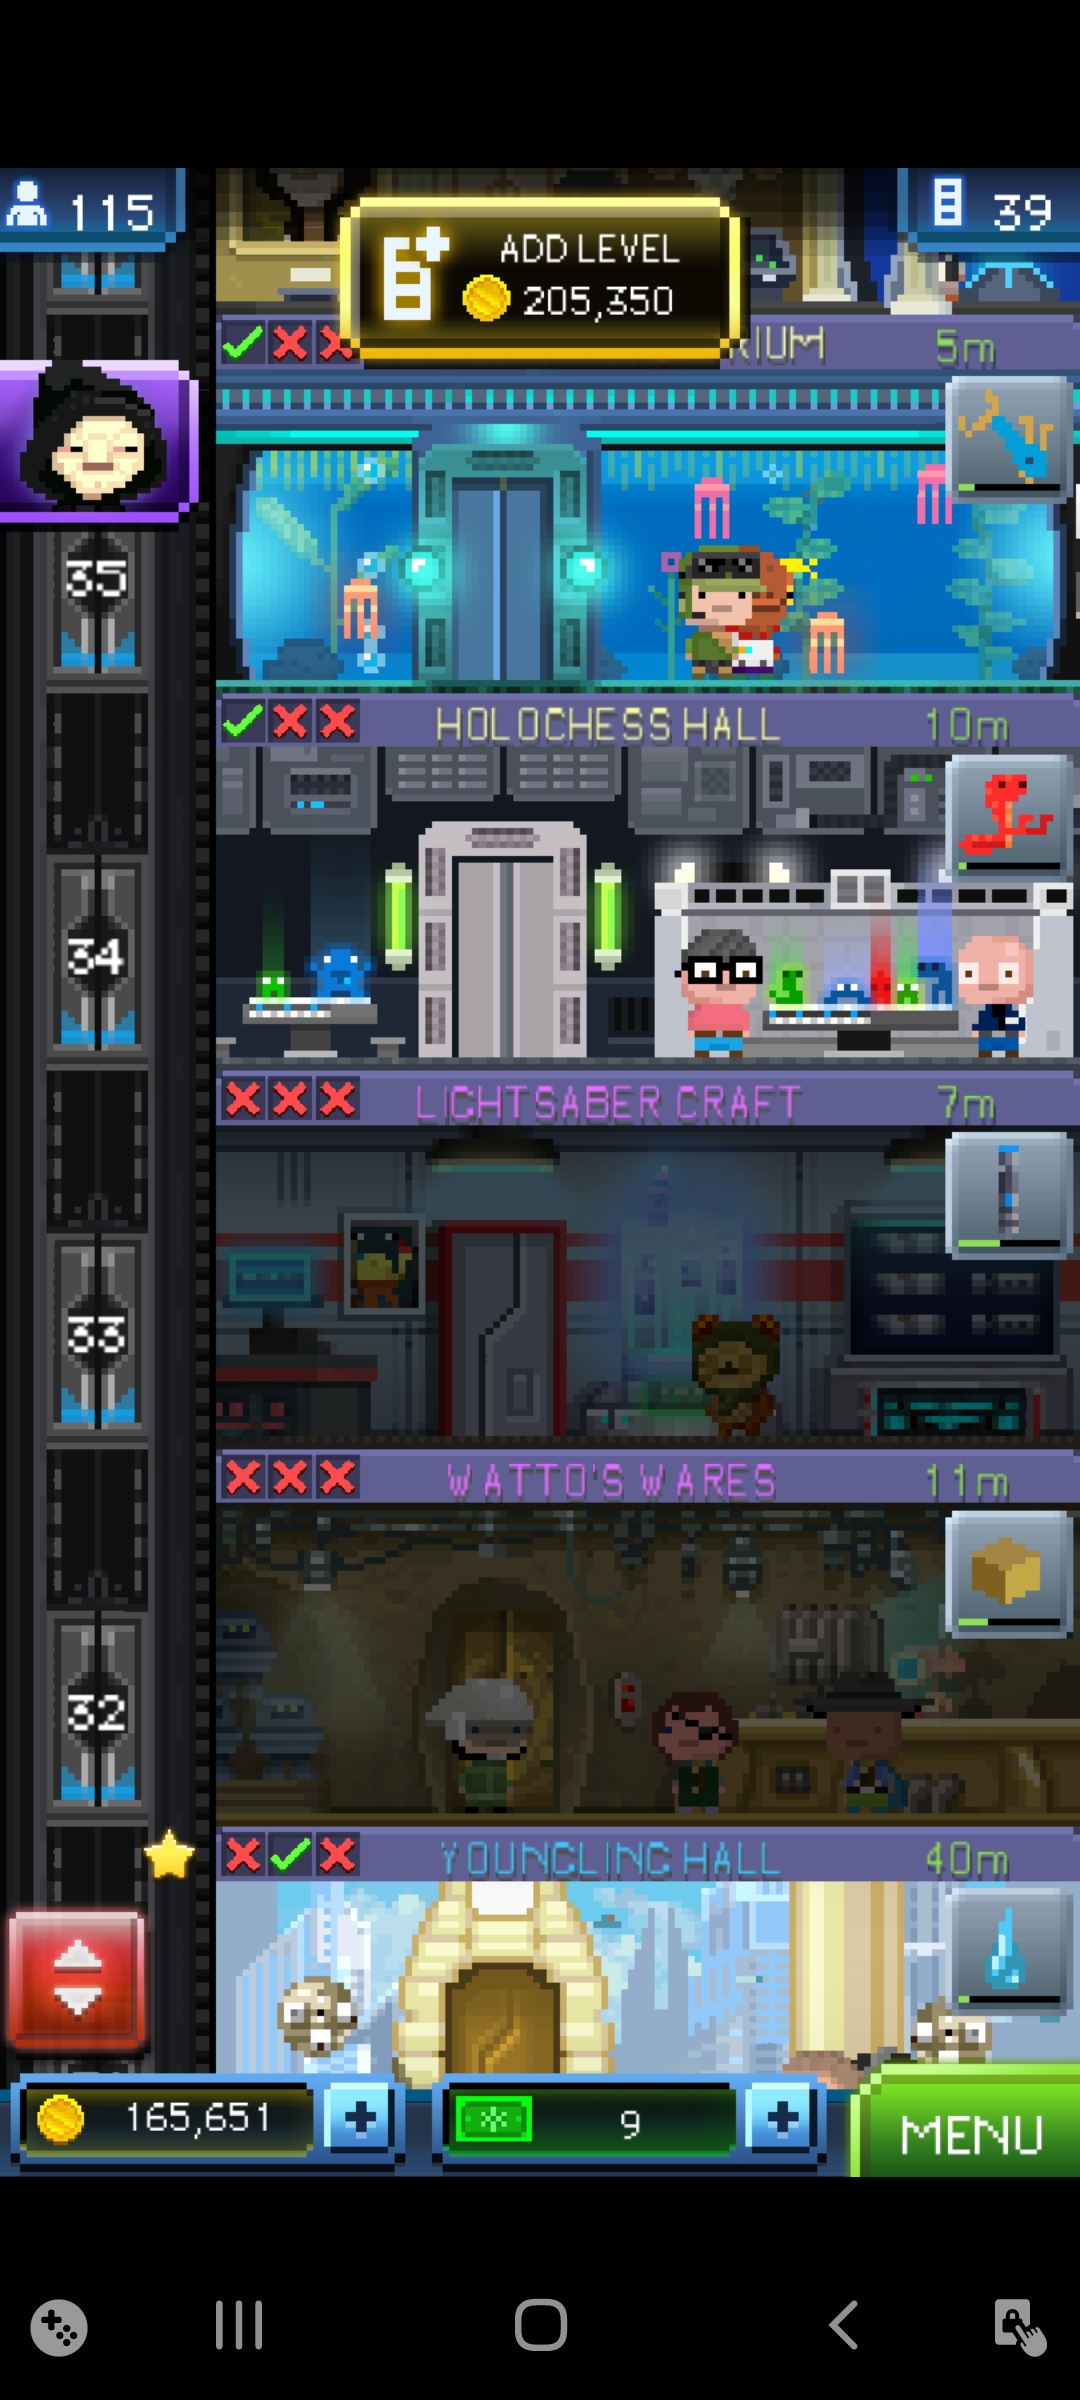 115
ADD LEVEL
205,350
39
5m
35
HOLOCHESS HALL
10m
34
LIGHTSABER CRAFT
7m
33
WATTO'S WARES
11m
32
YOUNGLING HALL
40m
165,651
9
MENU